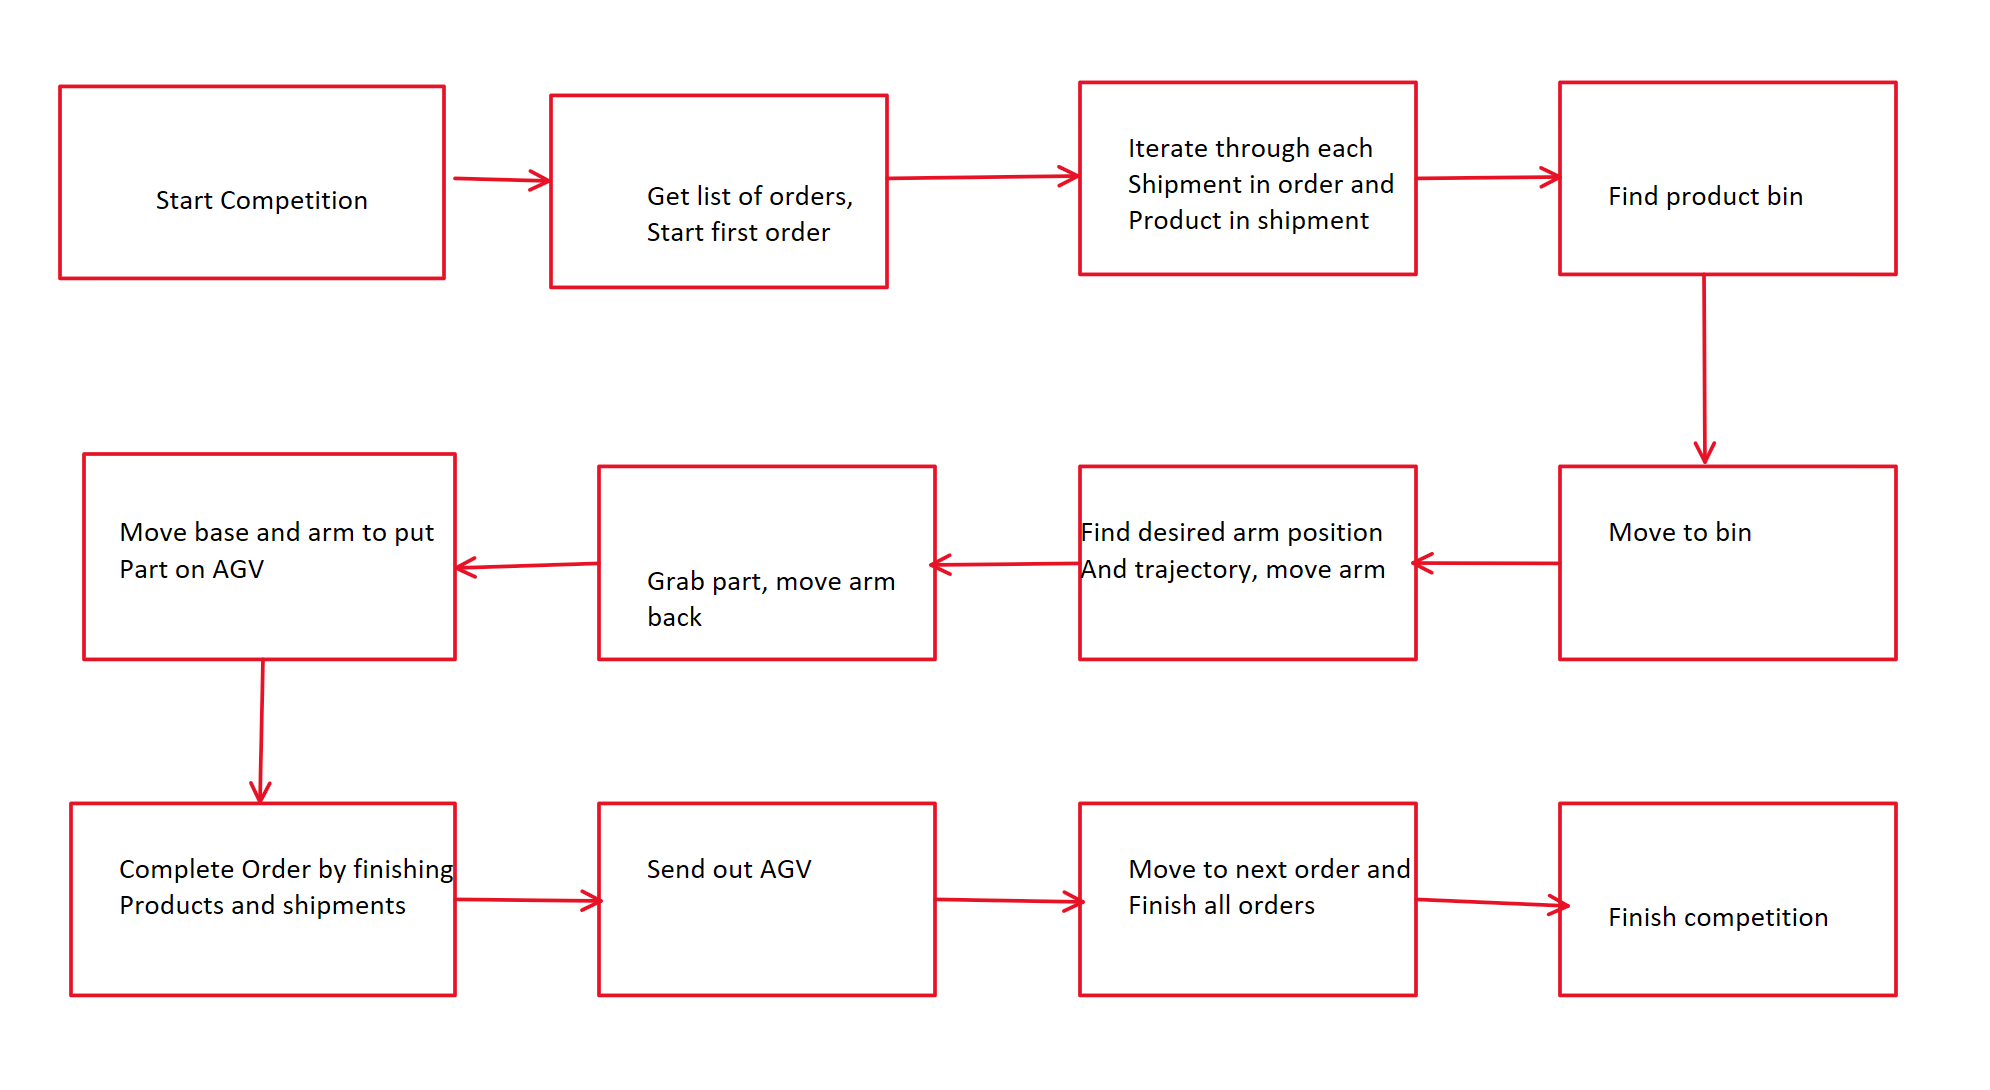 Start Competition
Get list of orders,
Start first order
Iterate through each
Shipment in order and
Product in shipment
Find product bin
Move to bin
Find desired arm position
And trajectory, move arm
Grab part, move arm
back
Move base and arm to put
Part on AGV
Complete Order by finishing
Products and shipments
Send out AGV
Move to next order and
Finish all orders
Finish competition